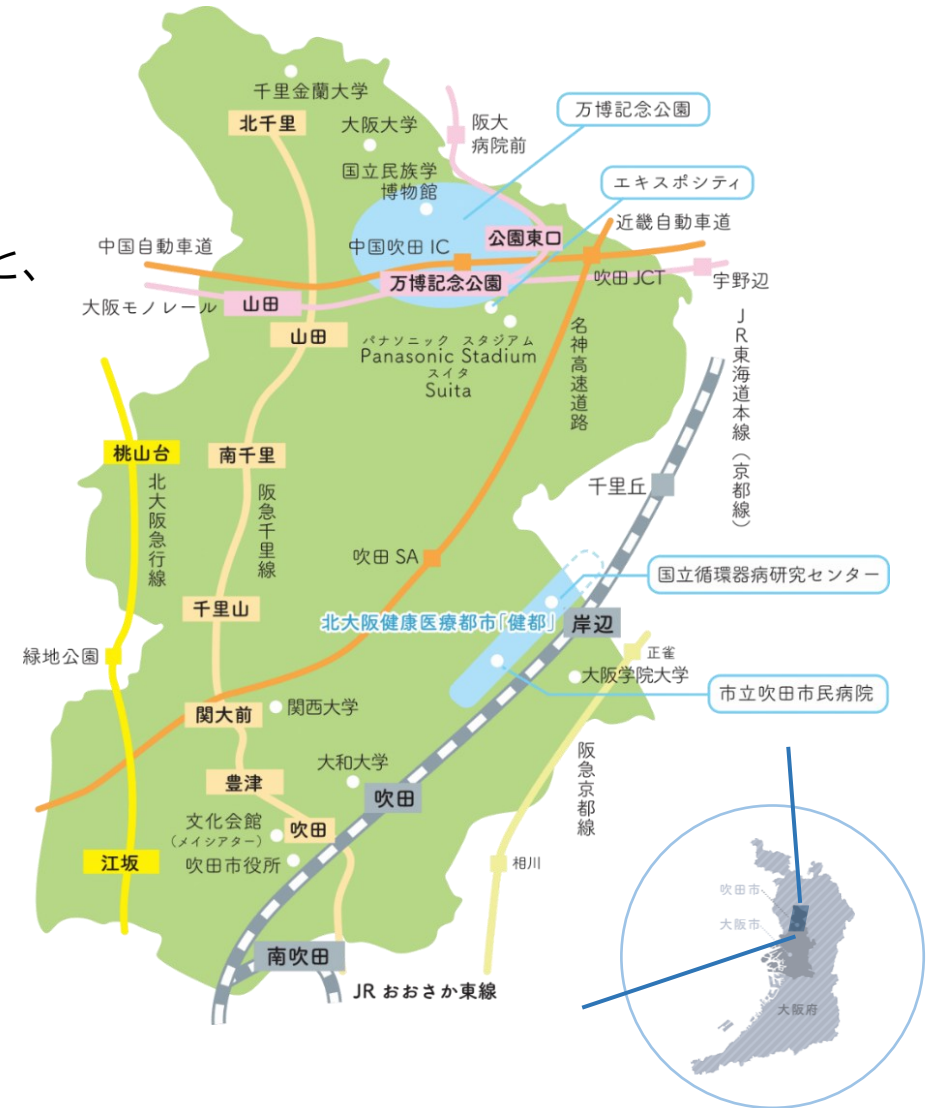 千里金蘭大学
北千里
大阪大学
阪大
病院前
万博記念公園
国立民族学
博物館
エキスポシティ
近畿自動車道
と、
中国自動車道
中国吹田 IC
公園東口
万博記念公園
吹田 JCT
宇野辺
大阪モノレール
山田
山田
パナソニック スタジアム
Panasonic Stadium
スイタ
Suita
名神高速道路
JR東海道本線(京都線)
桃山台
南千里
北大阪急行線
阪急千里線
千里丘
吹田 SA
国立循環器病研究センター
千里山
北大阪健康医療都市「健都」
岸辺
緑地公園
正雀
大阪学院大学
市立吹田市民病院
関大前
関西大学
大和大学
阪急京都線
豊津
吹田
文化会館
(メイシアター)
吹田
江坂
吹田市役所
相川
吹田市
大阪市
南吹田
JR おおさか東線
大阪府